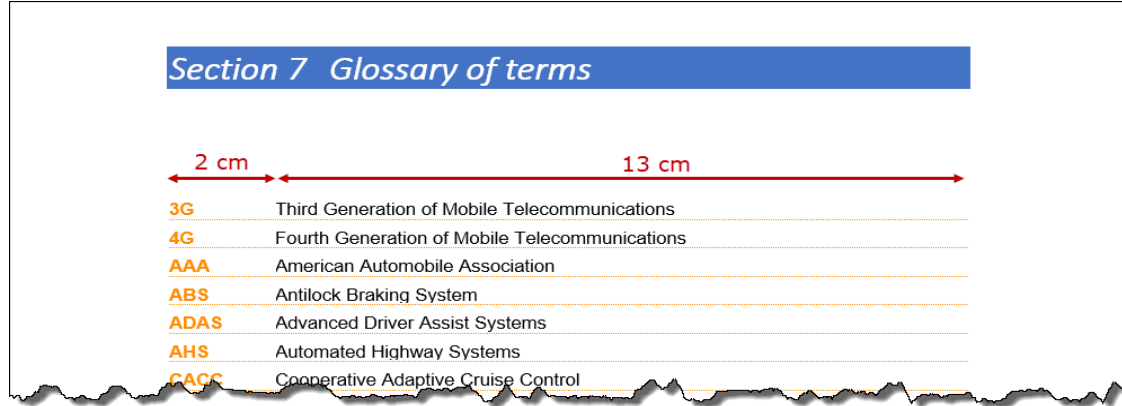 Section 7 Glossary of terms
2 cm 13 cm
3G Third Generation of Mobile Telecommunications
4G Fourth Generation of Mobile Telecommunications
AAA American Automobile Association
ABS Antilock Braking System
ADAS Advanced Driver Assist Systems
AHS Automated Highway Systems
CACC Cooperative Adaptive Cruise Control